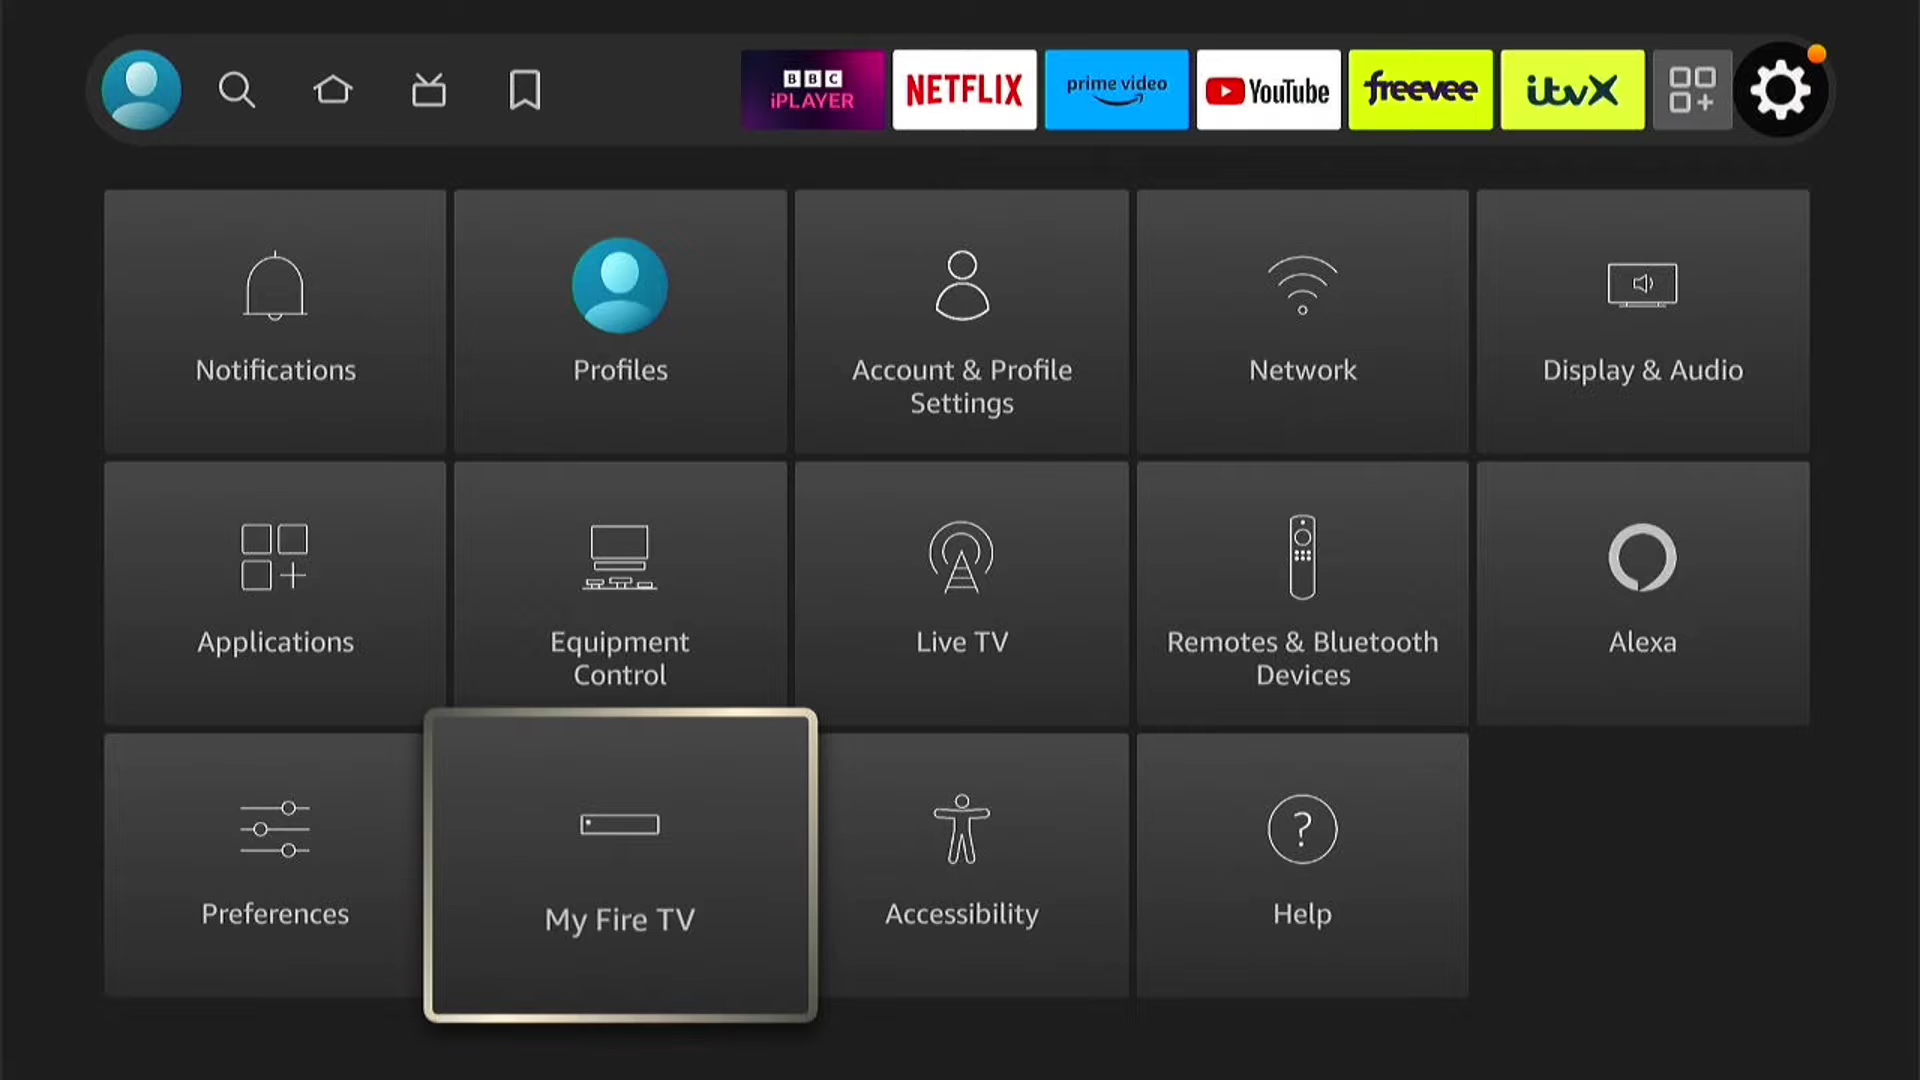 BBC
iPLAYER
NETFLIX
prime video
YouTube
freevee
itvX
Notifications
Profiles
Account & Profile
Settings
Network
Display & Audio
Applications
Equipment
Control
Live TV
Remotes & Bluetooth
Devices
Alexa
Preferences
My Fire TV
Accessibility
?
Help